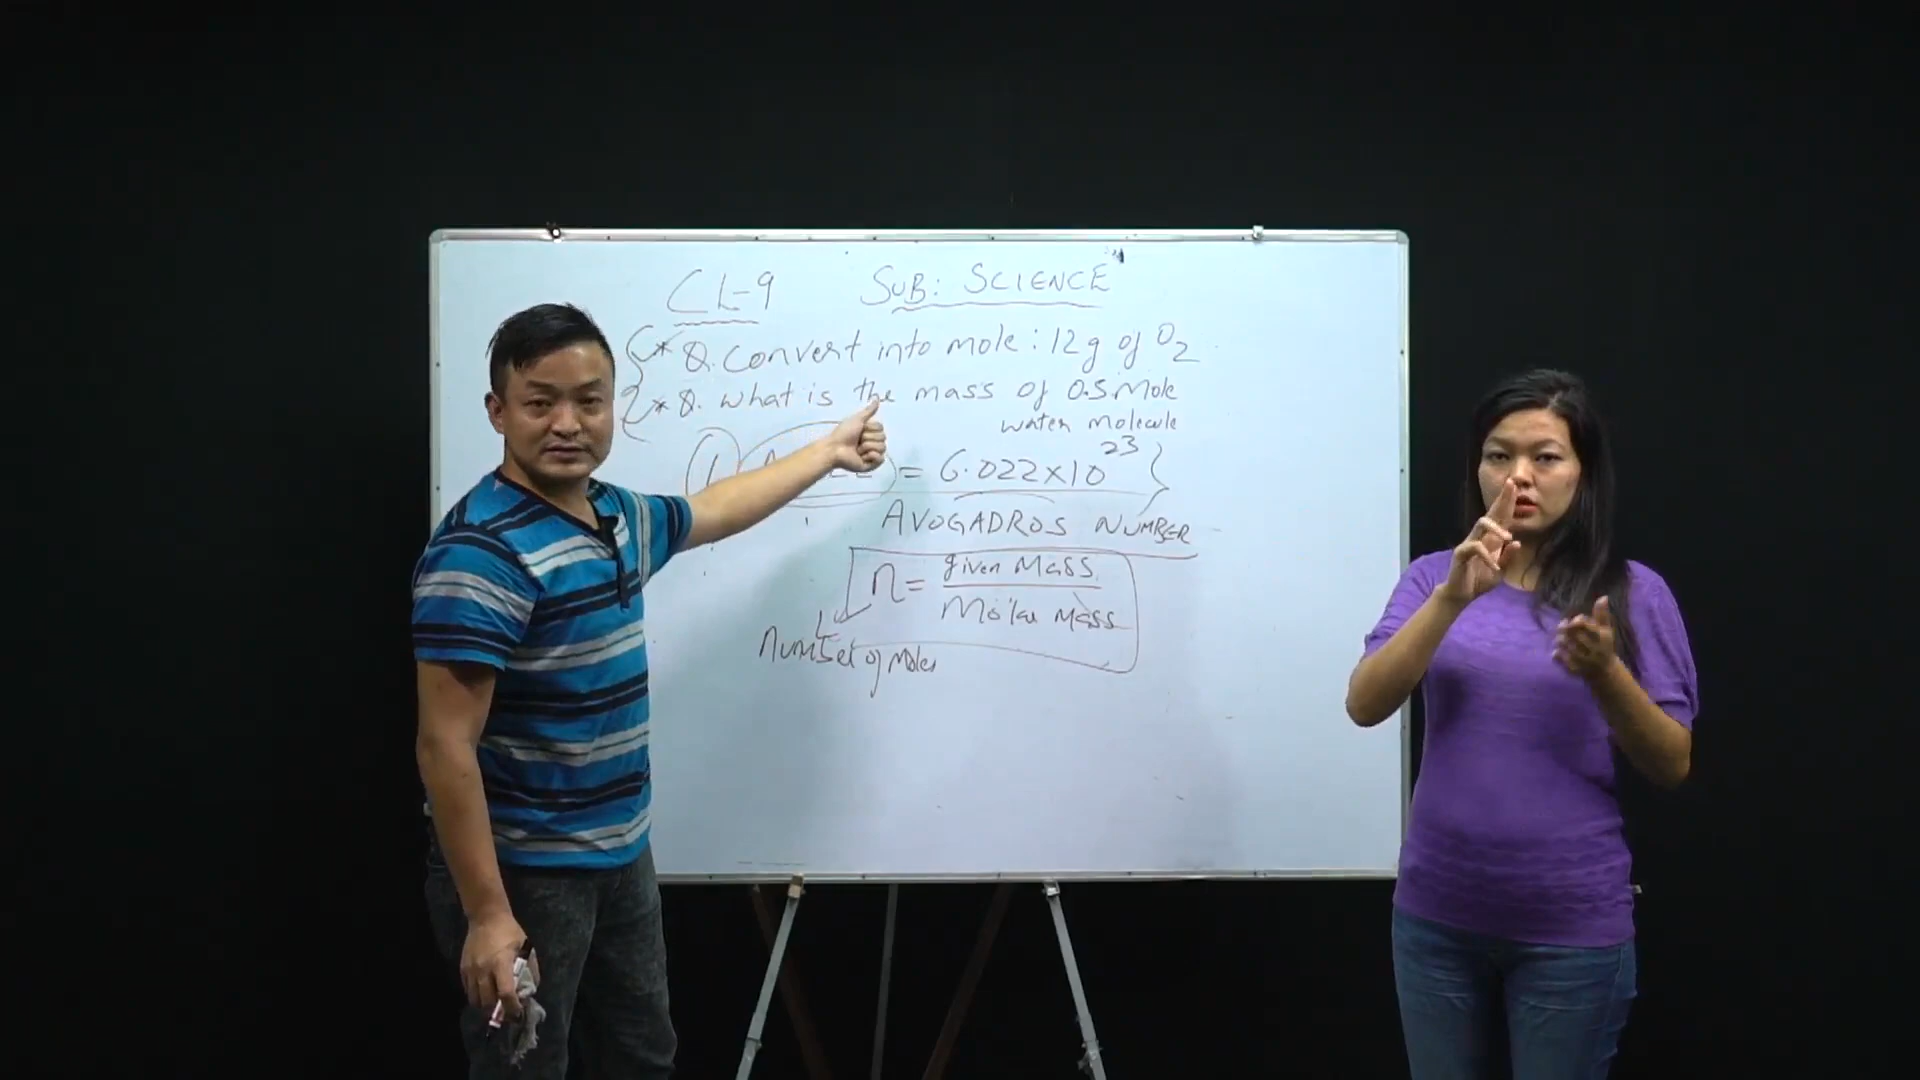 CL-9 SUB: SCIENCE
* Q. Convert into mole: 12g of O2
* Q. What is the mass of 0.5 Mole
water molecule
1 = 6.022x10^23
AVOGADROS NUMBER
n = given Mass / Molar Mass
Number of Moles